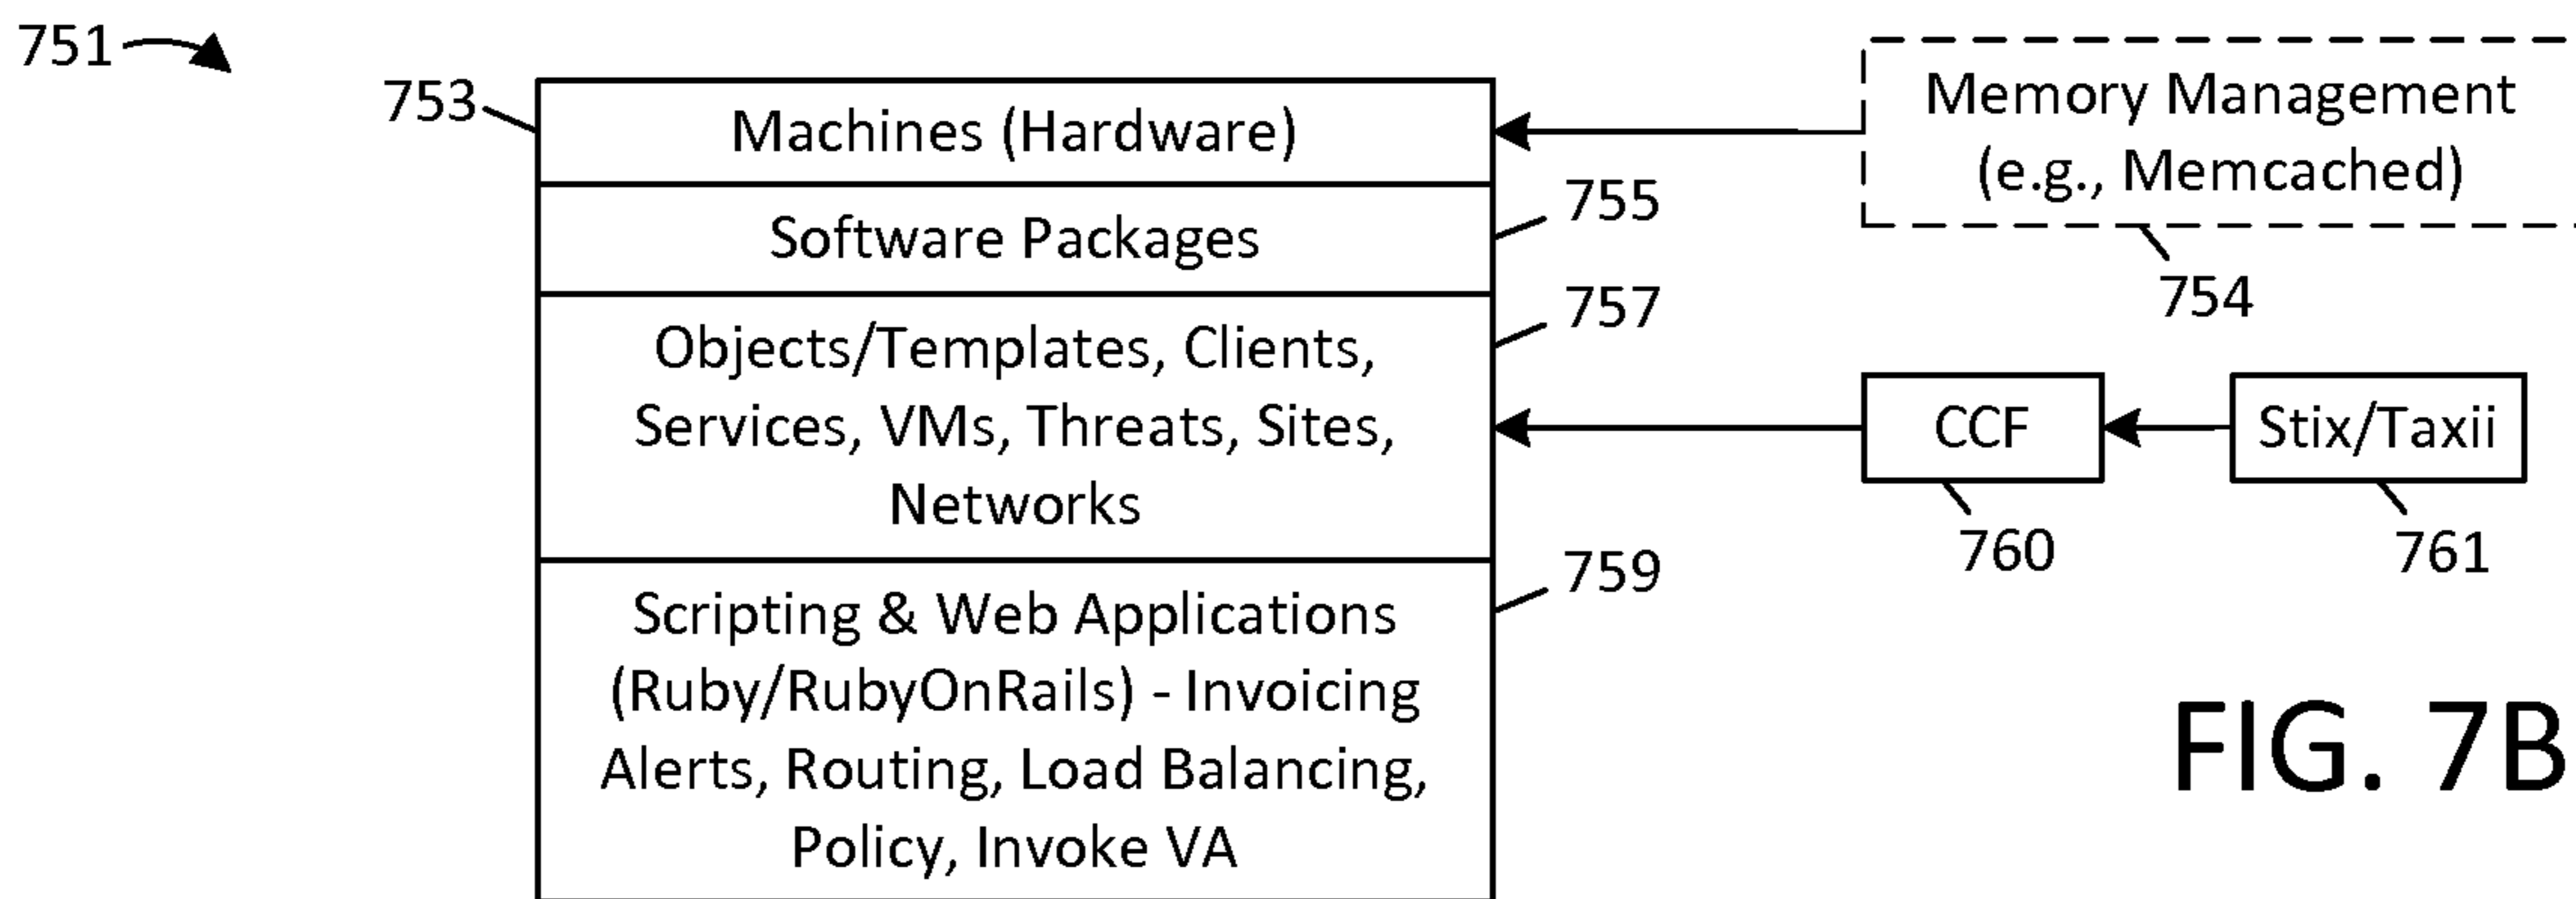 751
753
Machines (Hardware)
Memory Management
(e.g., Memcached)
754
Software Packages
755
Objects/Templates, Clients,
Services, VMs, Threats, Sites,
Networks
757
CCF
760
Stix/Taxii
761
Scripting & Web Applications
(Ruby/RubyOnRails) - Invoicing
Alerts, Routing, Load Balancing,
Policy, Invoke VA
759
FIG. 7B